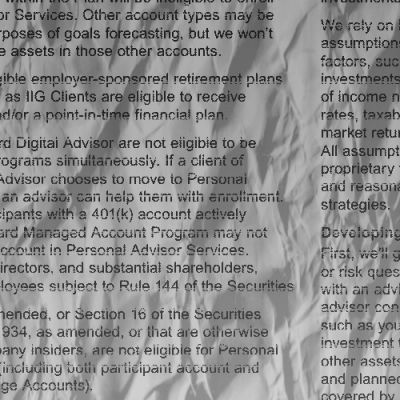 within the Plan will be ineligible to enroll
or Services. Other account types may be
rposes of goals forecasting, but we won't
e assets in those other accounts.
gible employer-sponsored retirement plans
as IIG Clients are eligible to receive
nd/or a point-in-time financial plan.
rd Digital Advisor are not eligible to be
rograms simultaneously. If a client of
Advisor chooses to move to Personal
an advisor can help them with enrollment.
cipants with a 401(k) account actively
ard Managed Account Program may not
ccount in Personal Advisor Services.
irectors, and substantial shareholders,
loyees subject to Rule 144 of the Securities
mended, or Section 16 of the Securities
934, as amended, or that are otherwise
pany insiders, are not eligible for Personal
(including both participant account and
ge Accounts).
We rely on
assumption
factors, suc
investments
of income n
rates, taxab
market retu
All assumpt
proprietary
and reasona
strategies.
Developing
First, we'll g
or risk ques
with an advi
advisor con
such as you
investment
other assets
and planned
covered by